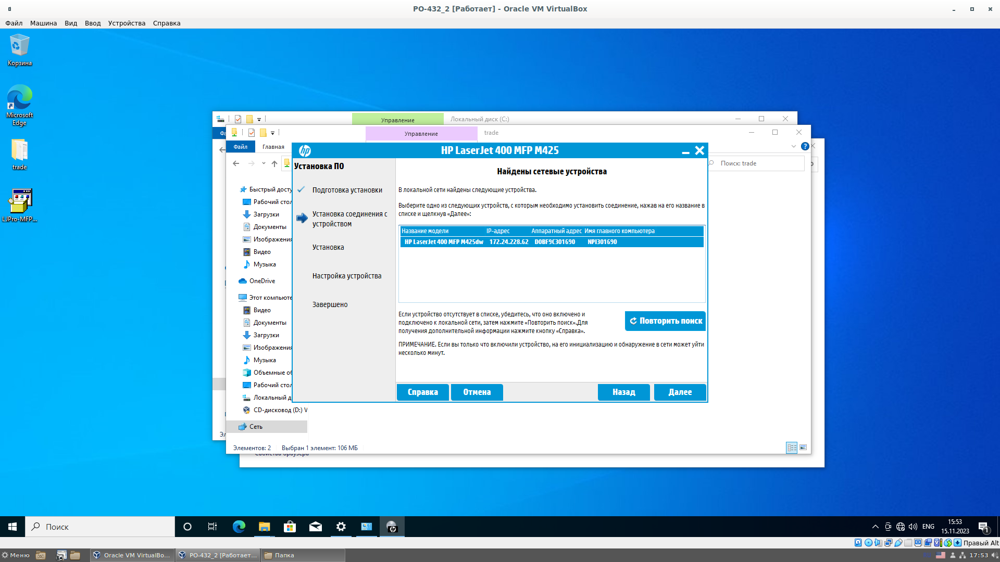 PO-432_2 [Работает] - Oracle VM VirtualBox
Файл Машина Вид Ввод Устройства Справка
Корзина
Microsoft
Edge
trade
LJPro-MFP...
Управление
Локальный диск (C:)
Управление
trade
Файл
Главная
Поиск: trade
Быстрый досту
Рабочий стол
Загрузки
Документы
Изображения
Видео
Музыка
OneDrive
Этот компьюте
Видео
Документы
Загрузки
Изображения
Музыка
Объемные об
Рабочий стол
Локальный д
CD-дисковод (D:) V
Сеть
Элементов: 2 Выбран 1 элемент: 106 МБ
Эл
Свойства браузера
hp
HP LaserJet 400 MFP M425
Установка ПО
Подготовка установки
Установка соединения с
устройством
Установка
Настройка устройства
Завершено
Найдены сетевые устройства
В локальной сети найдены следующие устройства.
Выберите одно из следующих устройств, с которым необходимо установить соединение, нажав на его название в
списке и щелкнув «Далее»:
Название модели IP-адрес Аппаратный адрес Имя главного компьютера
HP LaserJet 400 MFP M425dw 172.24.228.62 D0BF9C301690 NPI301690
Если устройство отсутствует в списке, убедитесь, что оно включено и
подключено к локальной сети, затем нажмите «Повторить поиск».Для
получения дополнительной информации нажмите кнопку «Справка».
Повторить поиск
ПРИМЕЧАНИЕ. Если вы только что включили устройство, на его инициализацию и обнаружение в сети может уйти
несколько минут.
Справка Отмена Назад Далее
Поиск
ENG
15:53
15.11.2023
1
Правый Alt
Меню
Oracle VM VirtualBo...
PO-432_2 [Работает...
Папка
17:53